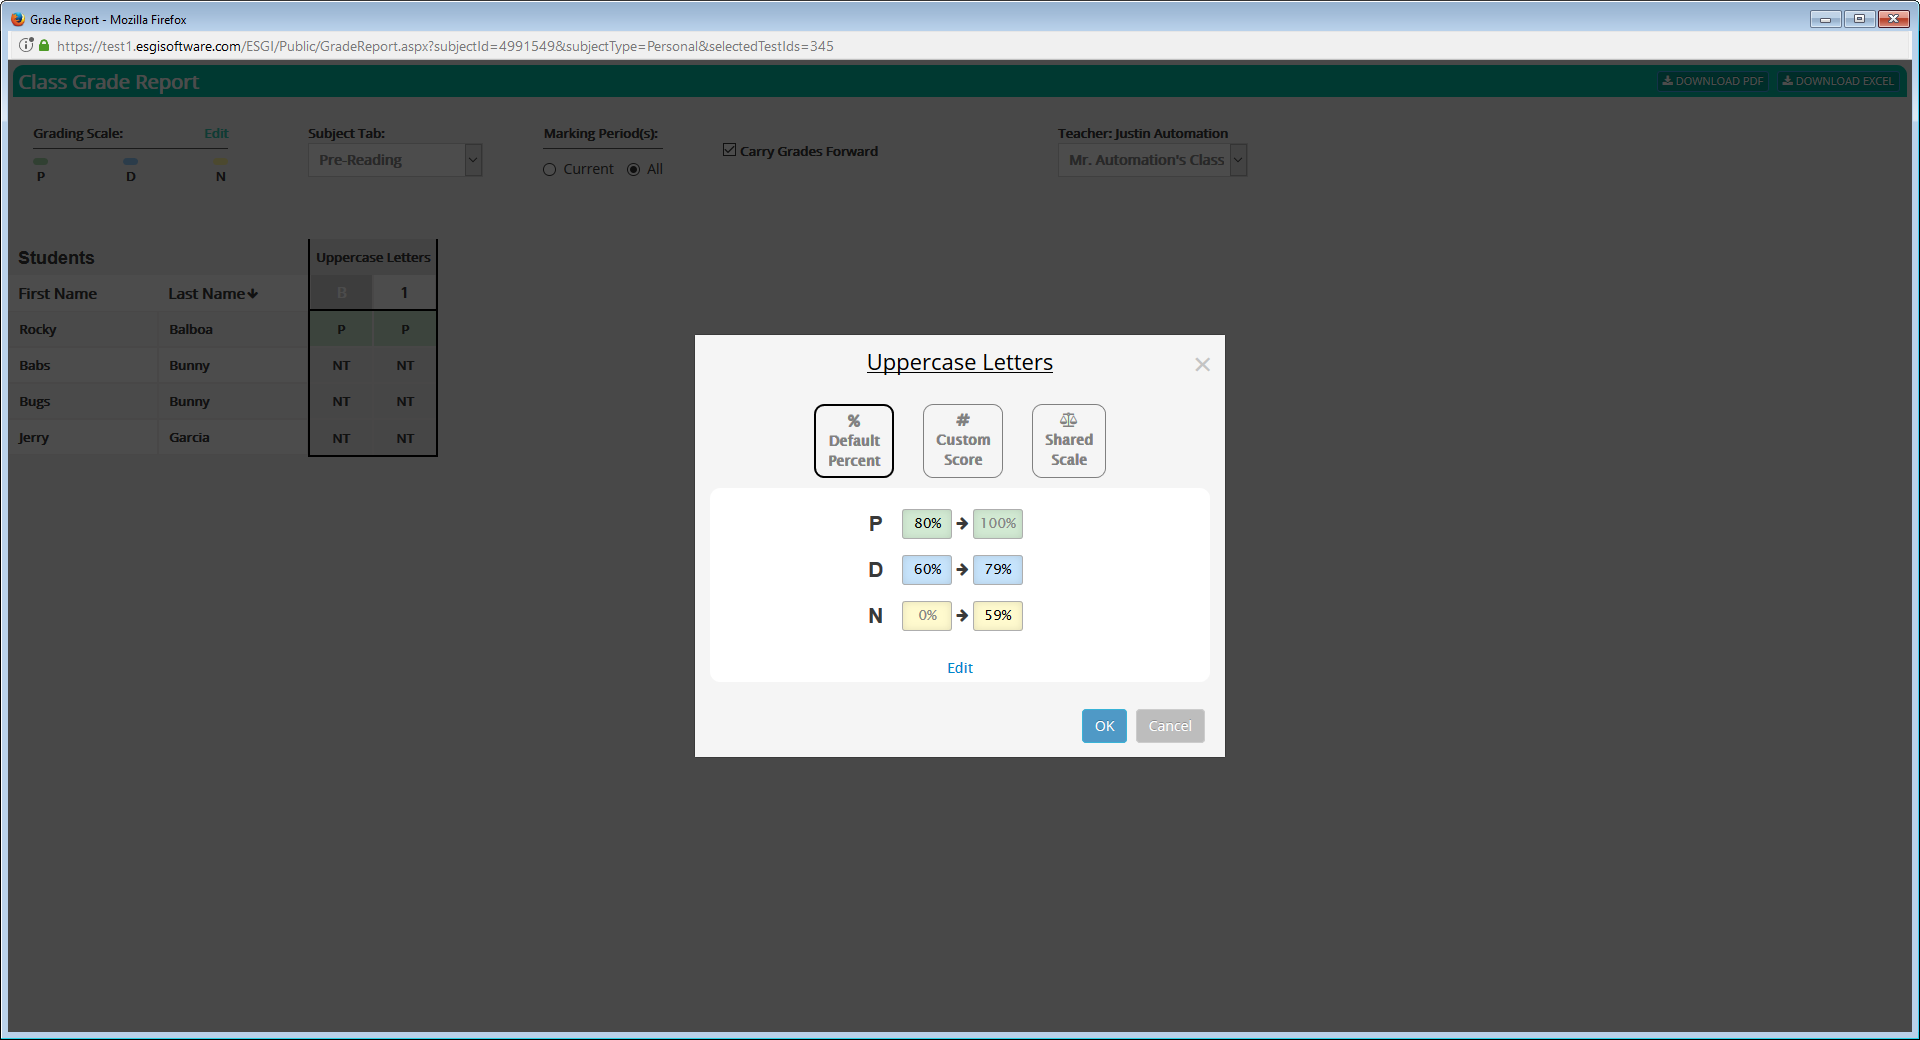 Grade Report - Mozilla Firefox
https://test1.esgisoftware.com/ESGI/Public/GradeReport.aspx?subjectId=4991549&subjectType=Personal&selectedTestIds=345
Class Grade Report
DOWNLOAD PDF DOWNLOAD EXCEL
Grading Scale: Edit
P D N
Subject Tab:
Pre-Reading
Marking Period(s):
Current All
Carry Grades Forward
Teacher: Justin Automation
Mr. Automation's Class
Students Uppercase Letters
First Name Last Name B 1
Rocky Balboa P P
Babs Bunny NT NT
Bugs Bunny NT NT
Jerry Garcia NT NT
Uppercase Letters
% Default Percent
# Custom Score
Shared Scale
P 80% 100%
D 60% 79%
N 0% 59%
Edit
OK Cancel